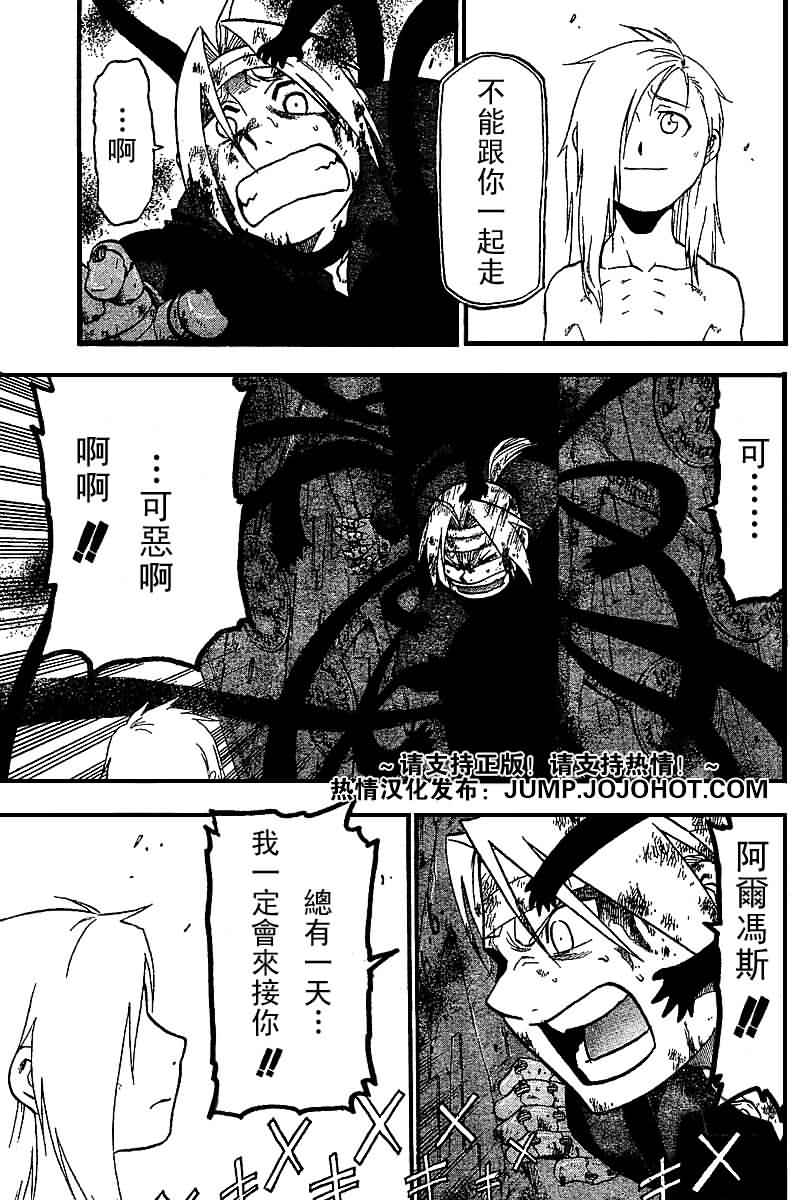 不能跟你一起走
…啊
可……
…可惡啊
啊啊!!
~请支持正版！请支持热情！~
热情汉化发布：JUMP.JOJOHOT.COM
阿爾馮斯!!
總有一天…
我一定會來接你!!